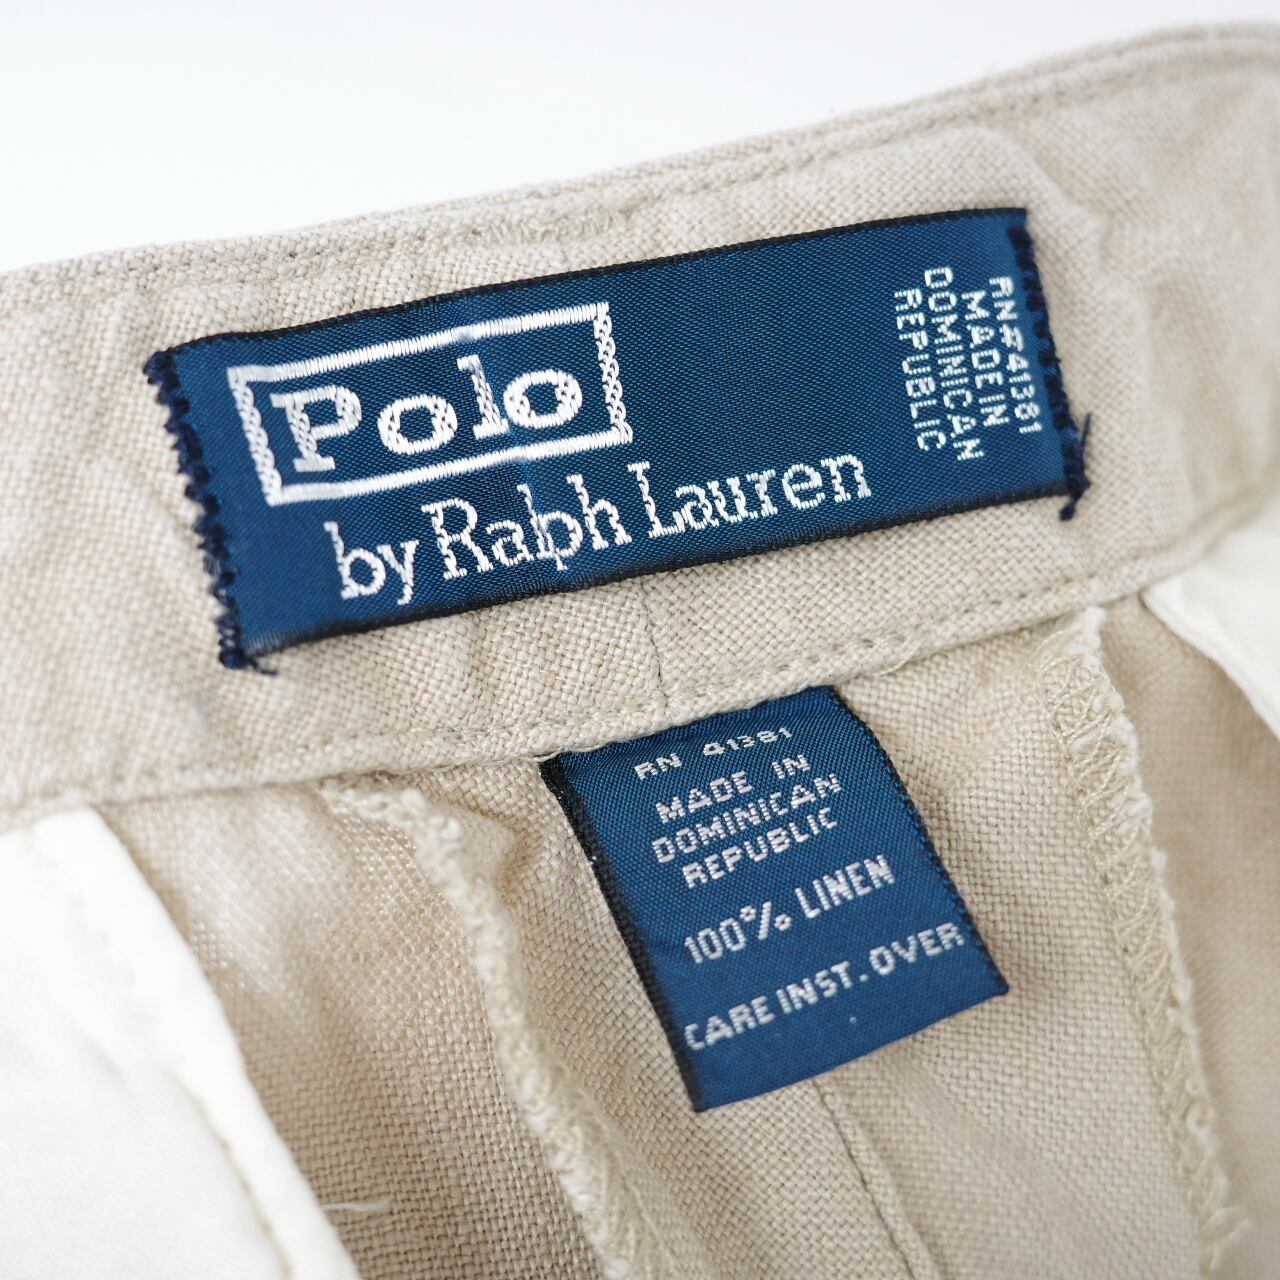 Polo
by Ralph Lauren
RN#41381
MADE IN
DOMINICAN
REPUBLIC
RN 41381
MADE IN
DOMINICAN
REPUBLIC
100% LINEN
CARE INST. OVER